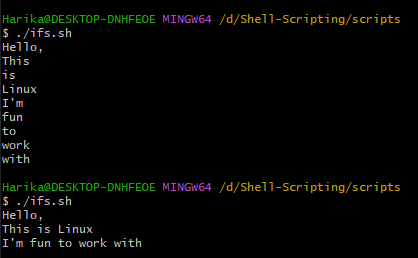 Harika@DESKTOP-DNHFEOE MINGW64 /d/Shell-Scripting/scripts
$ ./ifs.sh
Hello,
This
is
Linux
I'm
fun
to
work
with
Harika@DESKTOP-DNHFEOE MINGW64 /d/Shell-Scripting/scripts
$ ./ifs.sh
Hello,
This is Linux
I'm fun to work with